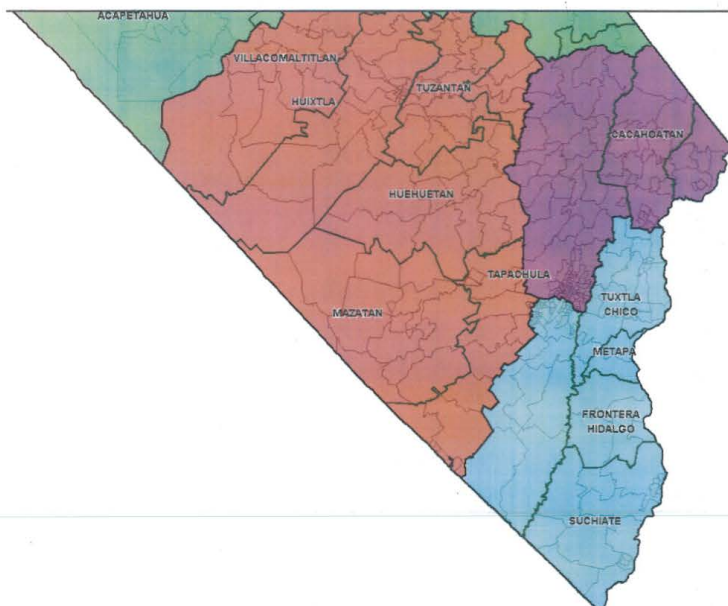 ACAPETAHUA
VILLACOMALTITLAN
HUIXTLA
TUZANTAN
CACAHOATAN
HUEHUETAN
TAPACHULA
MAZATAN
TUXTLA
CHICO
METAPA
FRONTERA
HIDALGO
SUCHIATE